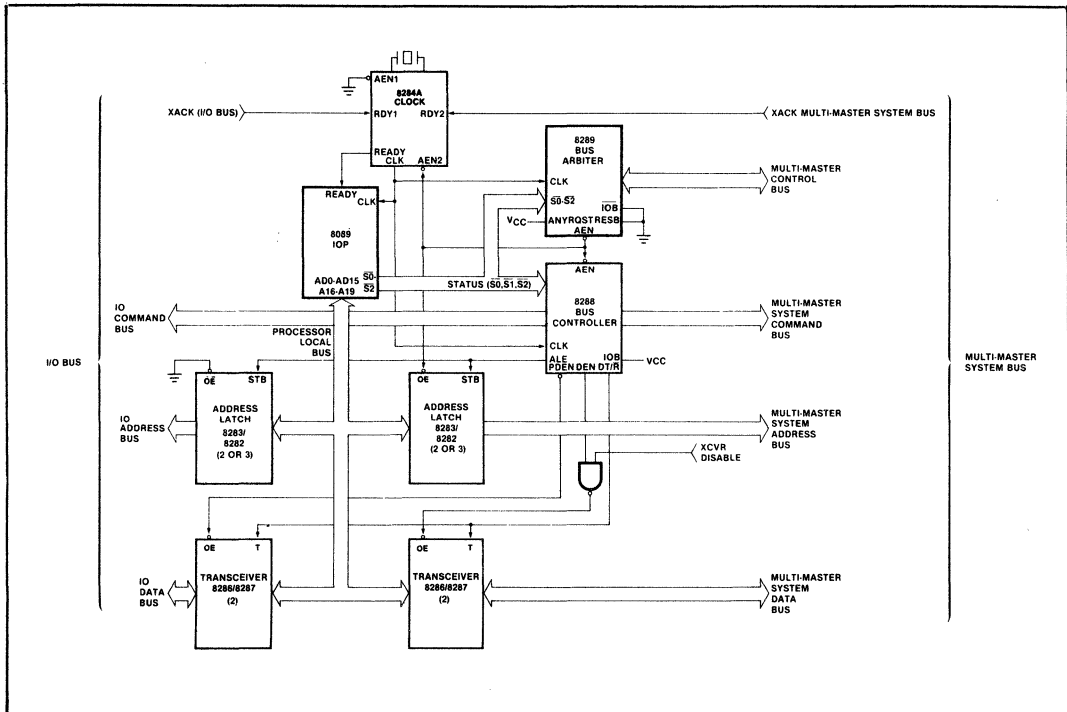 AEN1
8284A
CLOCK
XACK (I/O BUS)
RDY1 RDY2
XACK MULTI-MASTER SYSTEM BUS
READY
CLK AEN2
8289
BUS
ARBITER
CLK
S0-S2
IOB
VCC
ANYRQST RESB
AEN
MULTI-MASTER
CONTROL
BUS
READY
CLK
8089
IOP
S0-
S2
AD0-AD15
A16-A19
STATUS (S0,S1,S2)
AEN
8288
BUS
CONTROLLER
CLK
ALE IOB
PDEN DEN DT/R
VCC
IO
COMMAND
BUS
PROCESSOR
LOCAL
BUS
MULTI-MASTER
SYSTEM
COMMAND
BUS
I/O BUS
MULTI-MASTER
SYSTEM BUS
OE STB
ADDRESS
LATCH
8283/
8282
(2 OR 3)
OE STB
ADDRESS
LATCH
8283/
8282
(2 OR 3)
IO
ADDRESS
BUS
MULTI-MASTER
SYSTEM
ADDRESS
BUS
XCVR
DISABLE
OE T
TRANSCEIVER
8286/8287
(2)
OE T
TRANSCEIVER
8286/8287
(2)
IO
DATA
BUS
MULTI-MASTER
SYSTEM
DATA
BUS